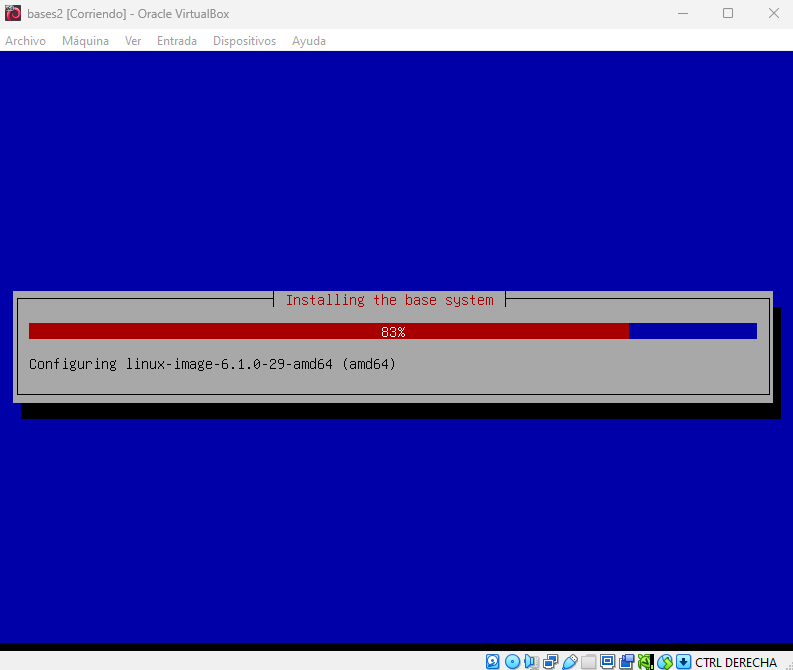 bases2 [Corriendo] - Oracle VirtualBox
Archivo Máquina Ver Entrada Dispositivos Ayuda
Installing the base system
83%
Configuring linux-image-6.1.0-29-amd64 (amd64)
CTRL DERECHA